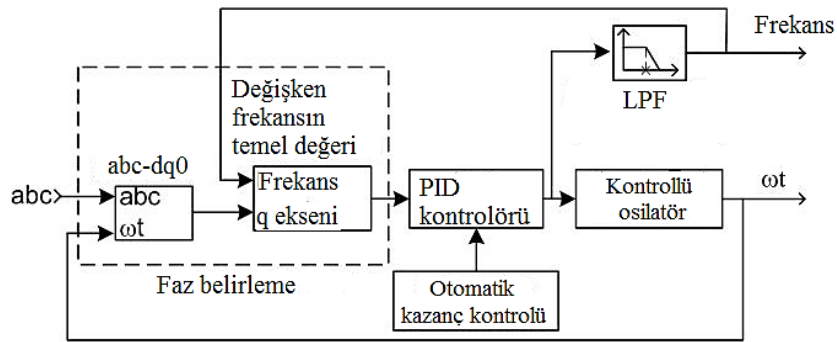 Frekans
LPF
Değişken
frekansın
temel değeri
abc-dq0
abc
abc
ωt
Frekans
q ekseni
PID
kontrolörü
Kontrollü
osilatör
ωt
Faz belirleme
Otomatik
kazanç kontrolü